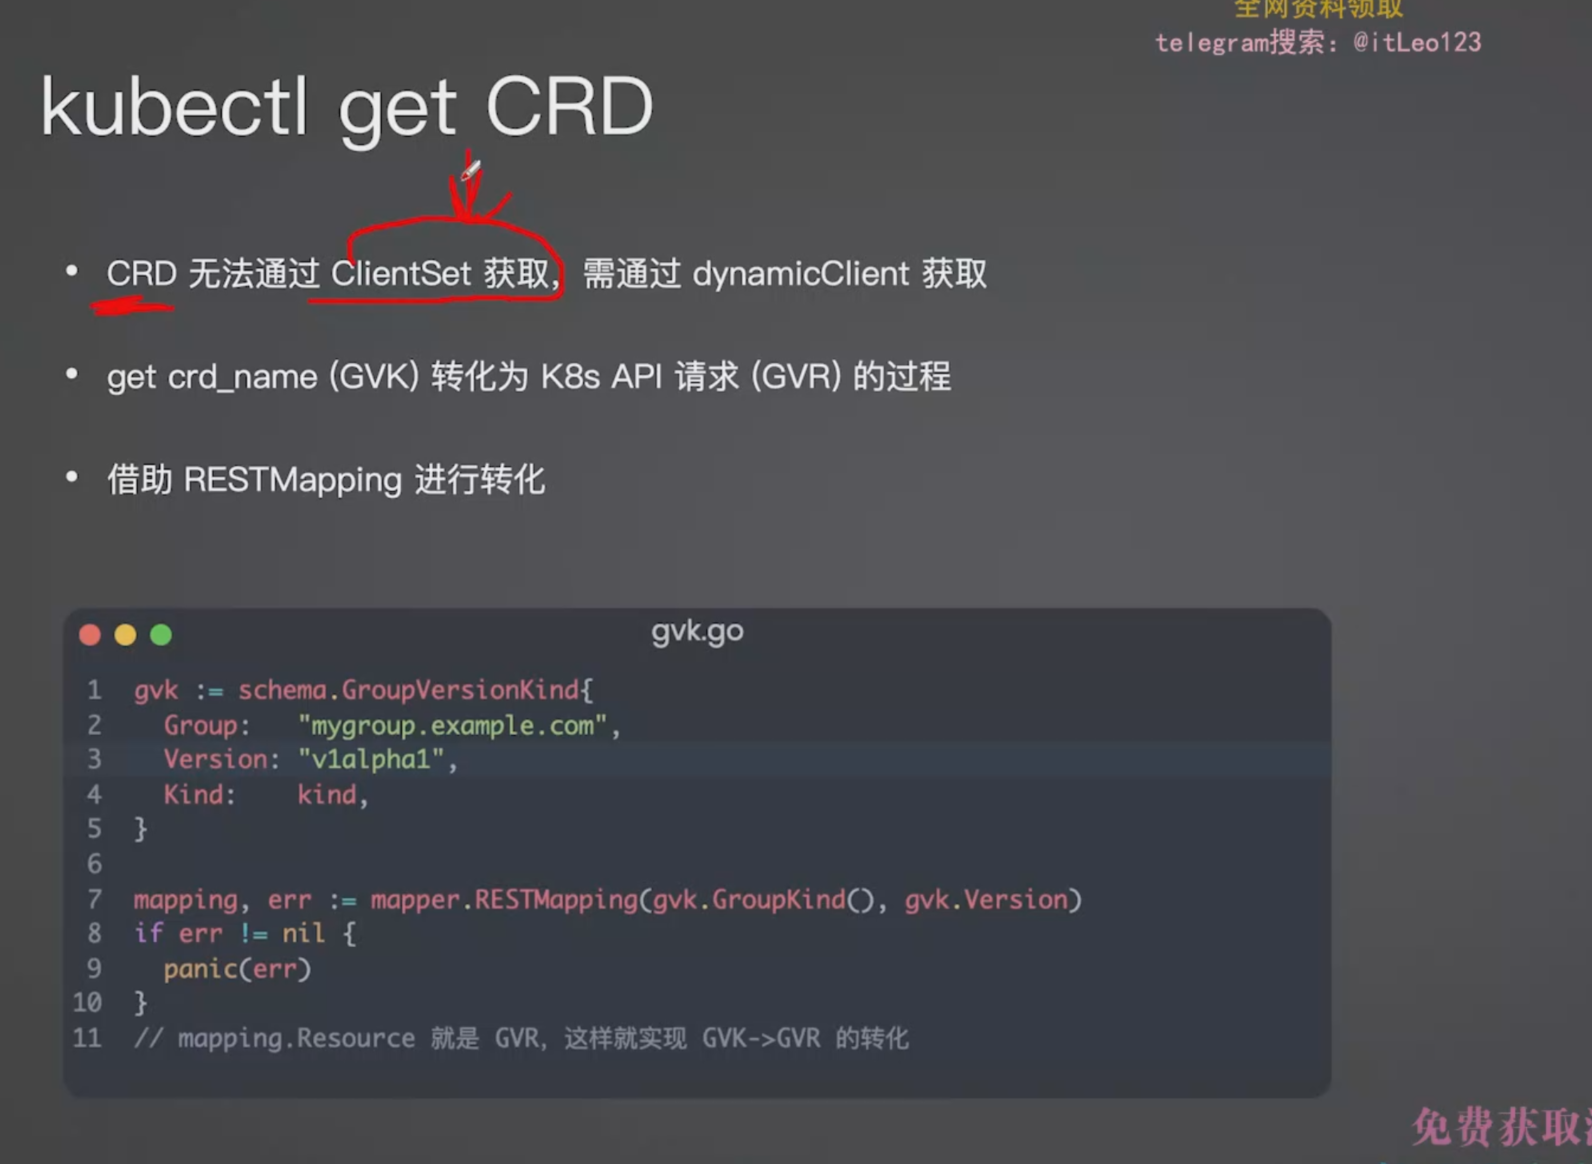 全网资料领取
telegram搜索：@itLeo123
kubectl get CRD
• CRD 无法通过 ClientSet 获取，需通过 dynamicClient 获取
• get crd_name (GVK) 转化为 K8s API 请求 (GVR) 的过程
• 借助 RESTMapping 进行转化
gvk.go
1 gvk := schema.GroupVersionKind{
2   Group:   "mygroup.example.com",
3   Version: "v1alpha1",
4   Kind:    kind,
5 }
6
7 mapping, err := mapper.RESTMapping(gvk.GroupKind(), gvk.Version)
8 if err != nil {
9   panic(err)
10 }
11 // mapping.Resource 就是 GVR，这样就实现 GVK->GVR 的转化
免费获取